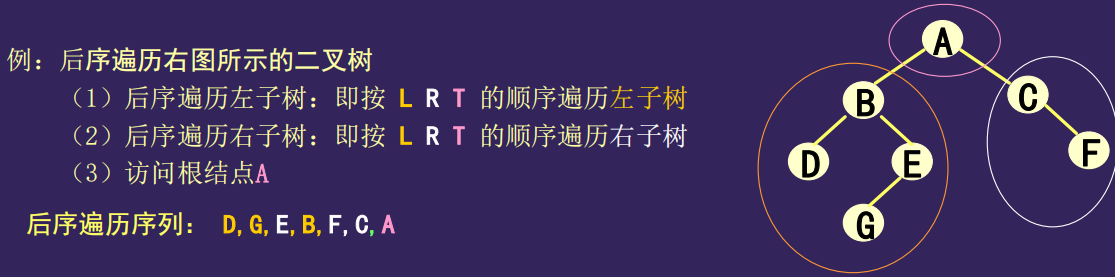 例：后序遍历右图所示的二叉树
（1）后序遍历左子树：即按 L R T 的顺序遍历左子树
（2）后序遍历右子树：即按 L R T 的顺序遍历右子树
（3）访问根结点A
后序遍历序列： D,G,E,B,F,C,A
A
B
C
D
E
F
G